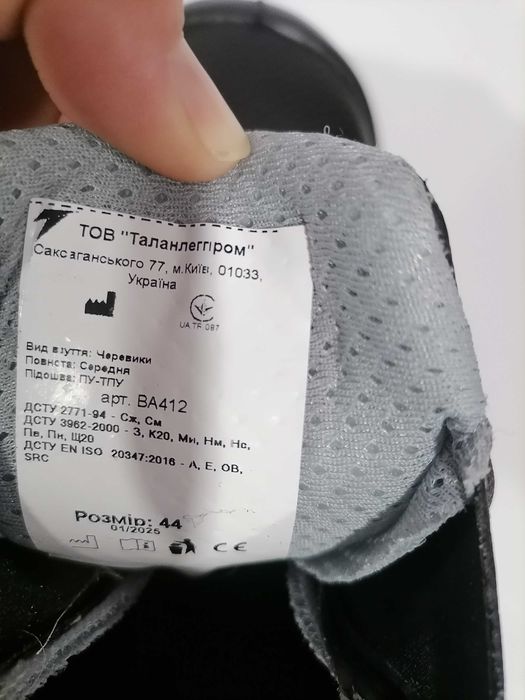 ТОВ "Таланлегпром"
Саксаганського 77, м.Київ, 01033,
Україна
UA.TR.087
Вид взуття: Черевики
Повнота: Середня
Підошва: ПУ-ТПУ
арт. ВА412
ДСТУ 2771-94 - Сж, См
ДСТУ 3962-2000 - З, К20, Ми, Нм, Нс,
Пв, Пн, Щ20
ДСТУ EN ISO 20347:2016 - A, E, OB,
SRC
Розмір: 44
01/2025
CE